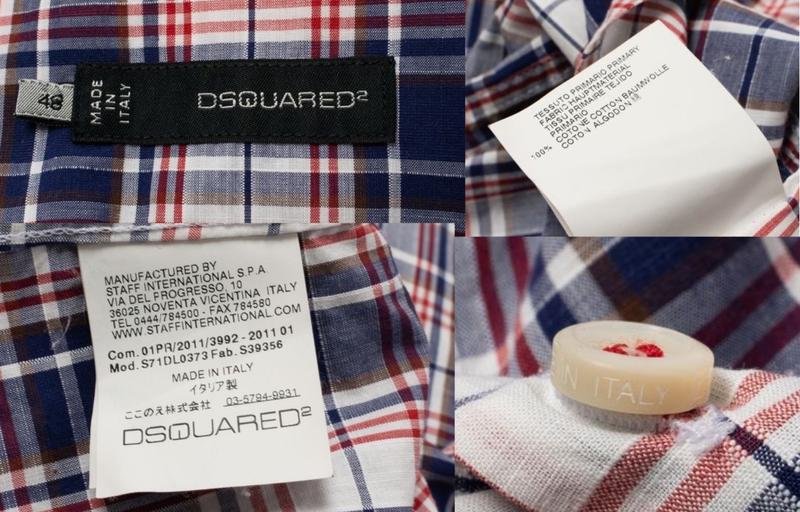 48
MADE
IN
ITALY
DSQUARED2
TESSUTO PRIMARIO PRIMARY
FABRIC HAUPTMATERIAL
TISSU PRIMAIRE TEJIDO
PRIMARIO
100% COTONE COTTON BAUMWOLLE
COTON ALGODON 綿
MANUFACTURED BY
STAFF INTERNATIONAL S.P.A.
VIA DEL PROGRESSO, 10
36025 NOVENTA VICENTINA ITALY
TEL 0444/784500 - FAX 784580
WWW.STAFFINTERNATIONAL.COM
Com. 01PR/2011/3992 - 2011 01
Mod. S71DL0373 Fab. S39356
MADE IN ITALY
イタリア製
ここのえ株式会社 03-5794-9931
DSQUARED2
IN ITALY